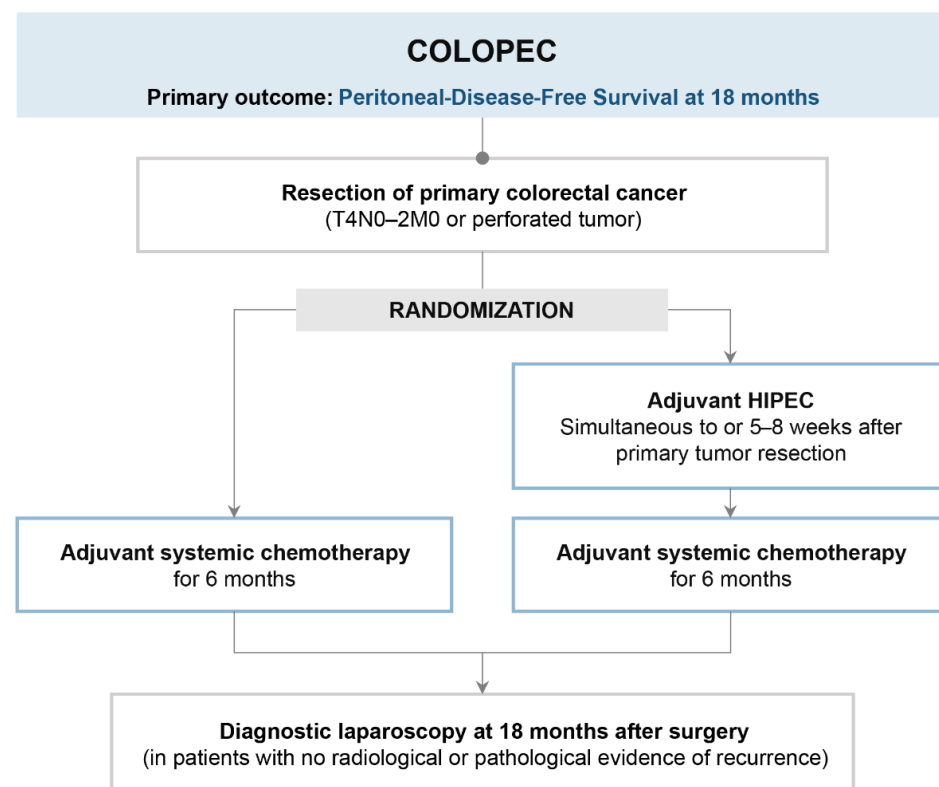 COLOPEC
Primary outcome: Peritoneal-Disease-Free Survival at 18 months
Resection of primary colorectal cancer
(T4N0–2M0 or perforated tumor)
RANDOMIZATION
Adjuvant HIPEC
Simultaneous to or 5–8 weeks after
primary tumor resection
Adjuvant systemic chemotherapy
for 6 months
Adjuvant systemic chemotherapy
for 6 months
Diagnostic laparoscopy at 18 months after surgery
(in patients with no radiological or pathological evidence of recurrence)